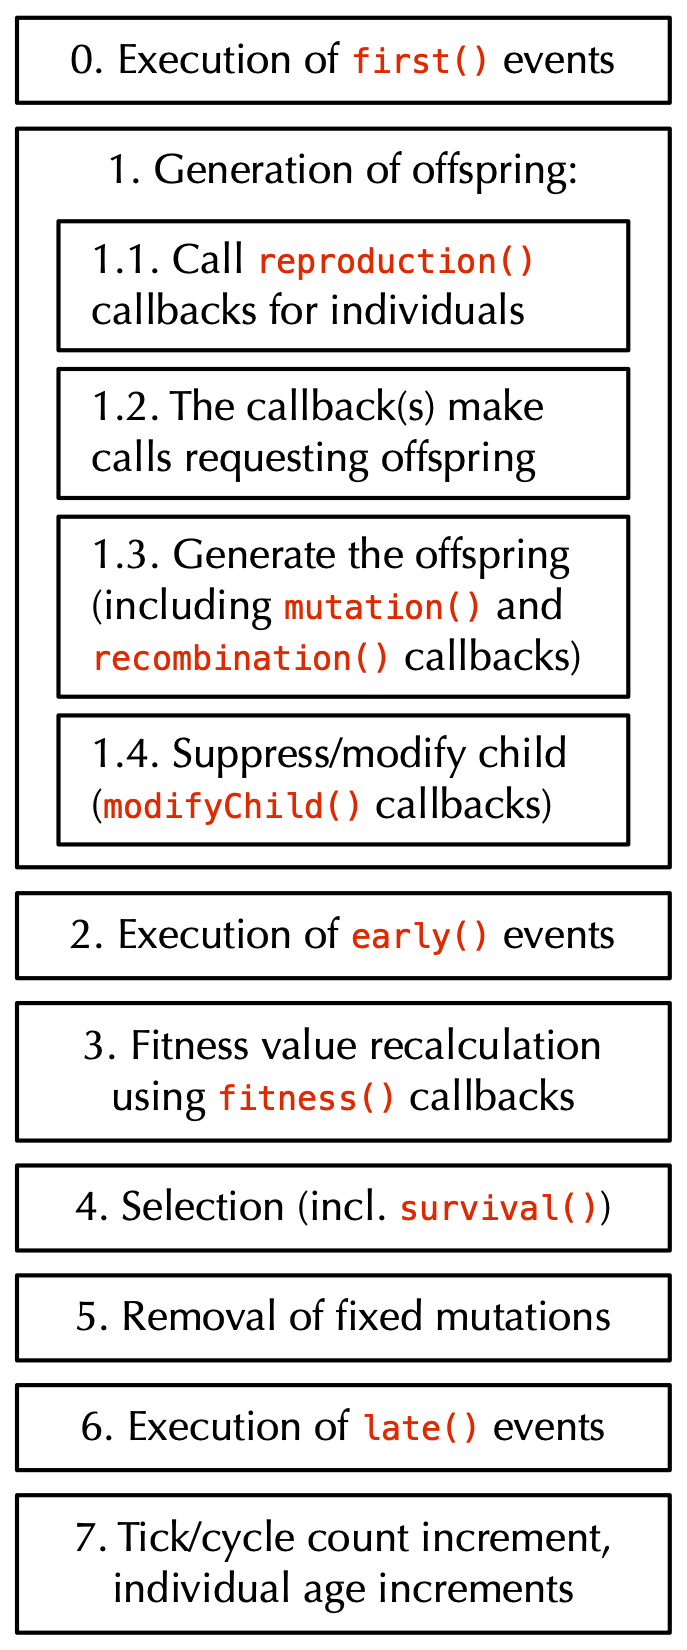 0. Execution of first() events
1. Generation of offspring:
1.1. Call reproduction()
callbacks for individuals
1.2. The callback(s) make
calls requesting offspring
1.3. Generate the offspring
(including mutation() and
recombination() callbacks)
1.4. Suppress/modify child
(modifyChild() callbacks)
2. Execution of early() events
3. Fitness value recalculation
using fitness() callbacks
4. Selection (incl. survival())
5. Removal of fixed mutations
6. Execution of late() events
7. Tick/cycle count increment,
individual age increments